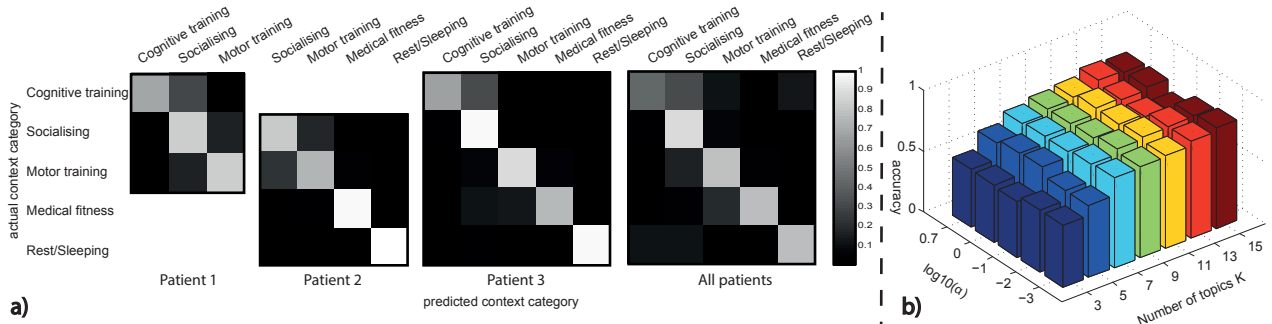 Cognitive training
Socialising
Motor training
Socialising
Motor training
Medical fitness
Rest/Sleeping
Cognitive training
Socialising
Motor training
Medical fitness
Rest/Sleeping
Cognitive training
Socialising
Motor training
Medical fitness
Rest/Sleeping
actual context category
Cognitive training
Socialising
Motor training
Medical fitness
Rest/Sleeping
1
0.9
0.8
0.7
0.6
0.5
0.4
0.3
0.2
0.1
Patient 1
Patient 2
Patient 3
All patients
predicted context category
a)
accuracy
1
0.5
0
0.7
0
−1
−2
−3
log10(α)
3
5
7
9
11
13
15
Number of topics K
b)